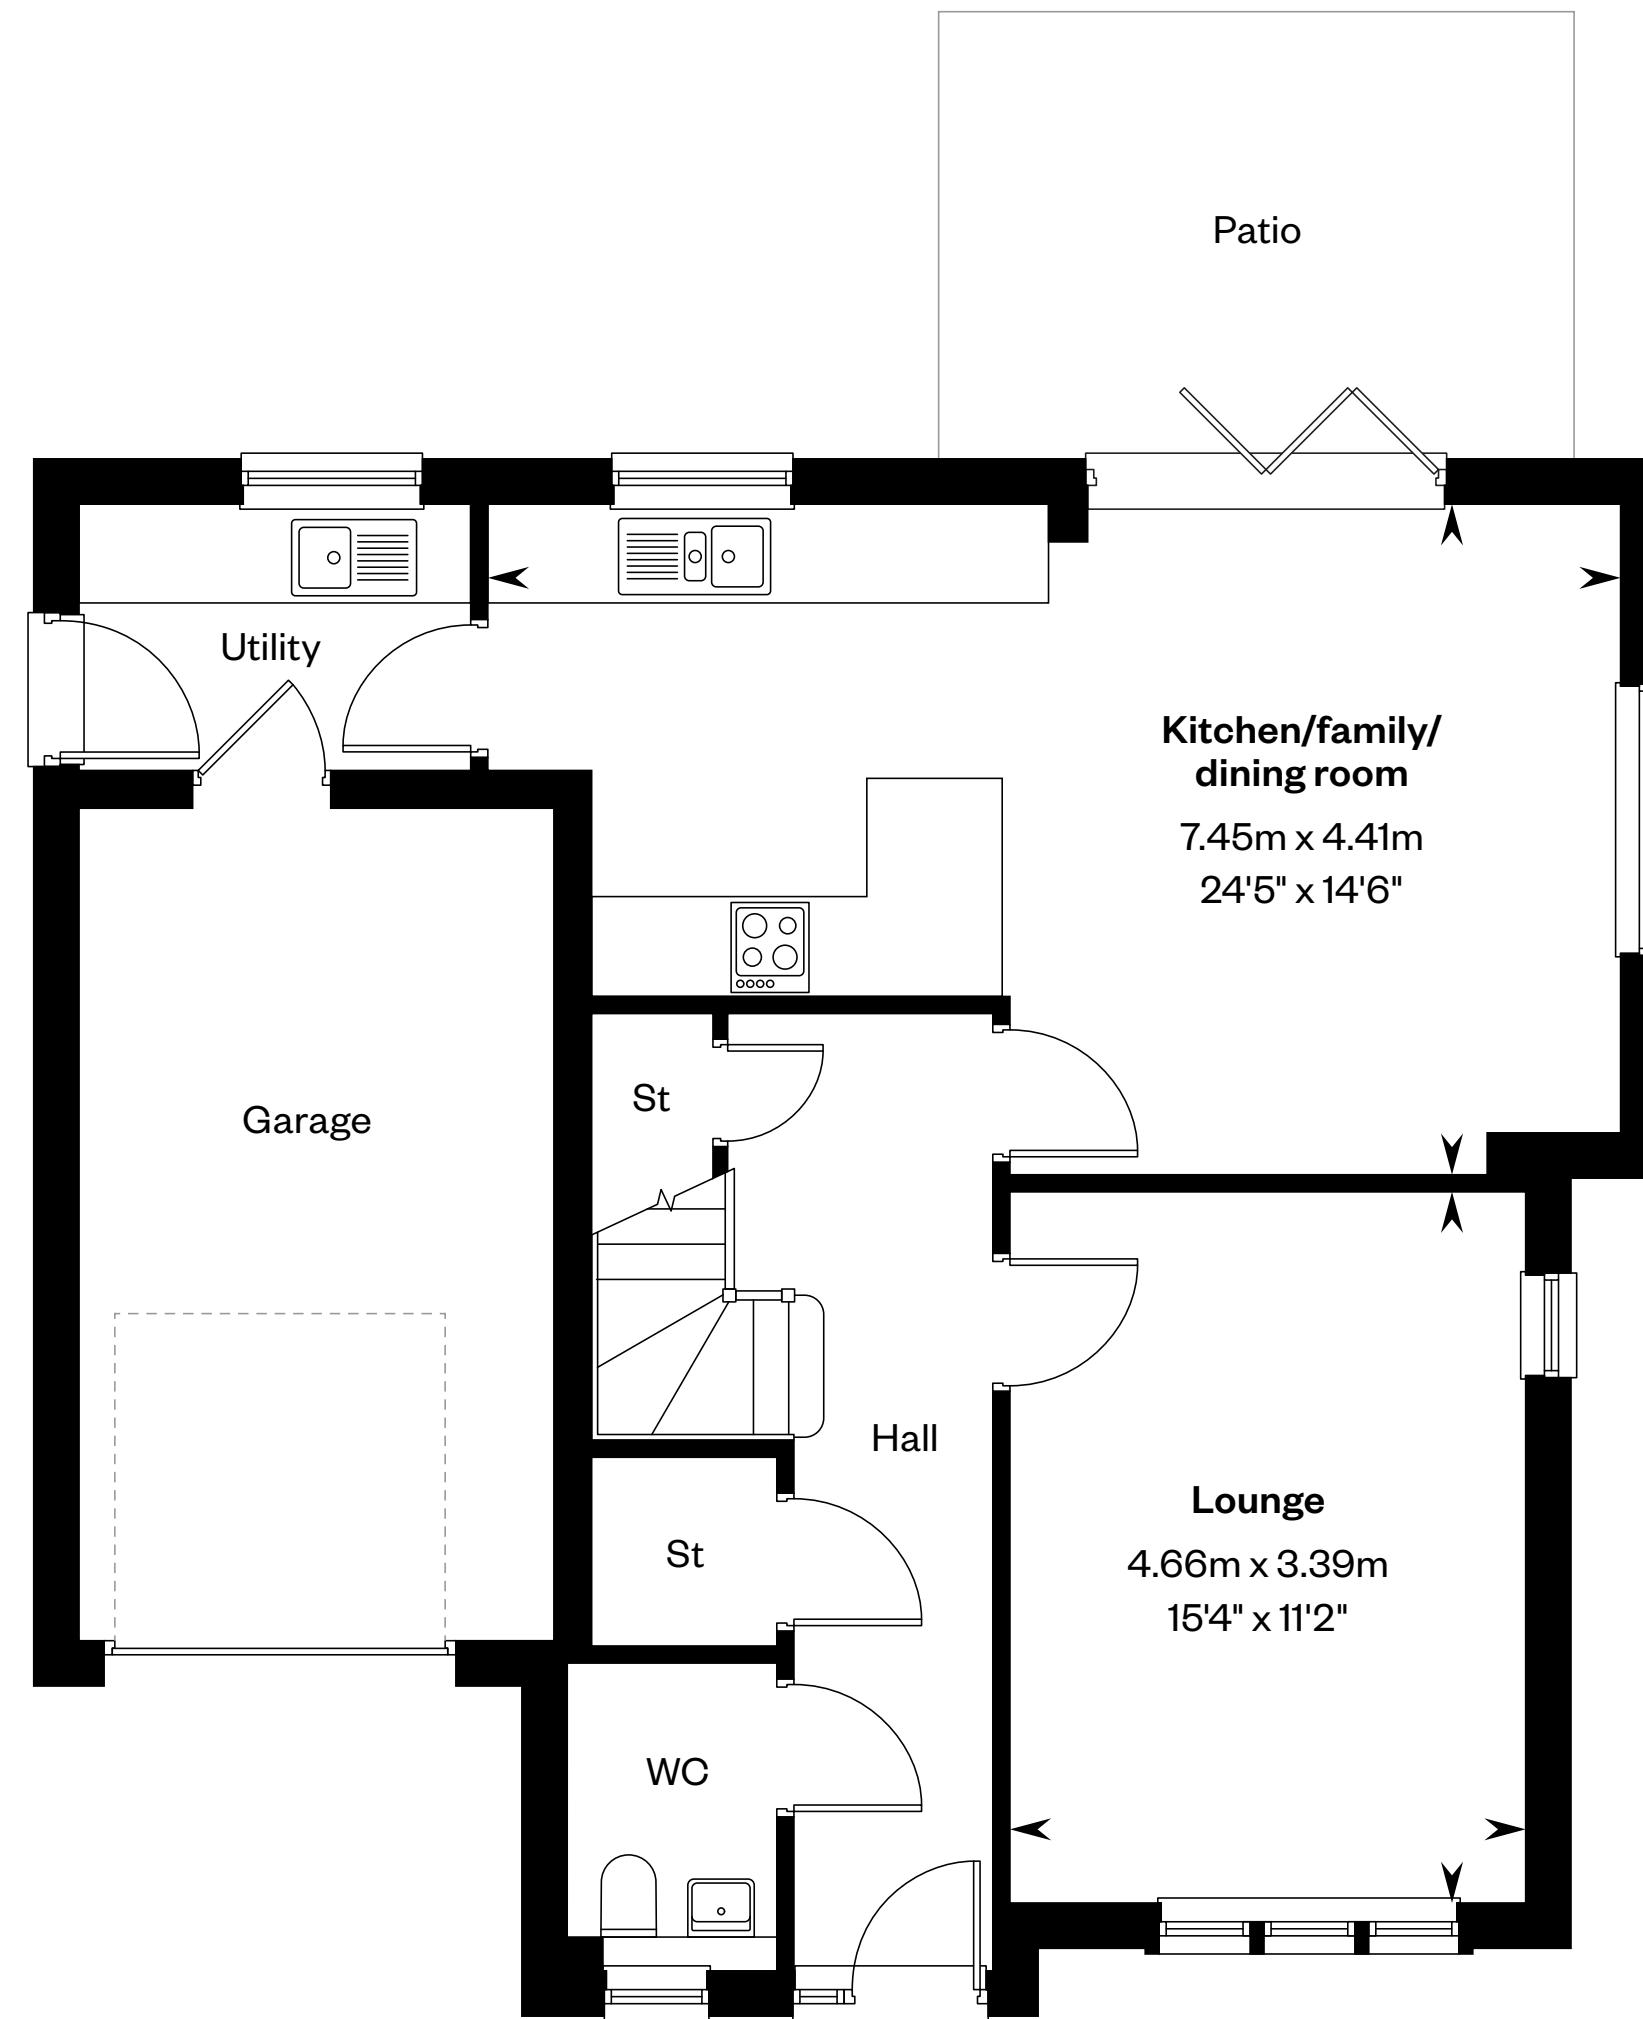 Patio
Utility
Kitchen/family/
dining room
7.45m x 4.41m
24'5" x 14'6"
St
Garage
Hall
Lounge
4.66m x 3.39m
15'4" x 11'2"
St
WC